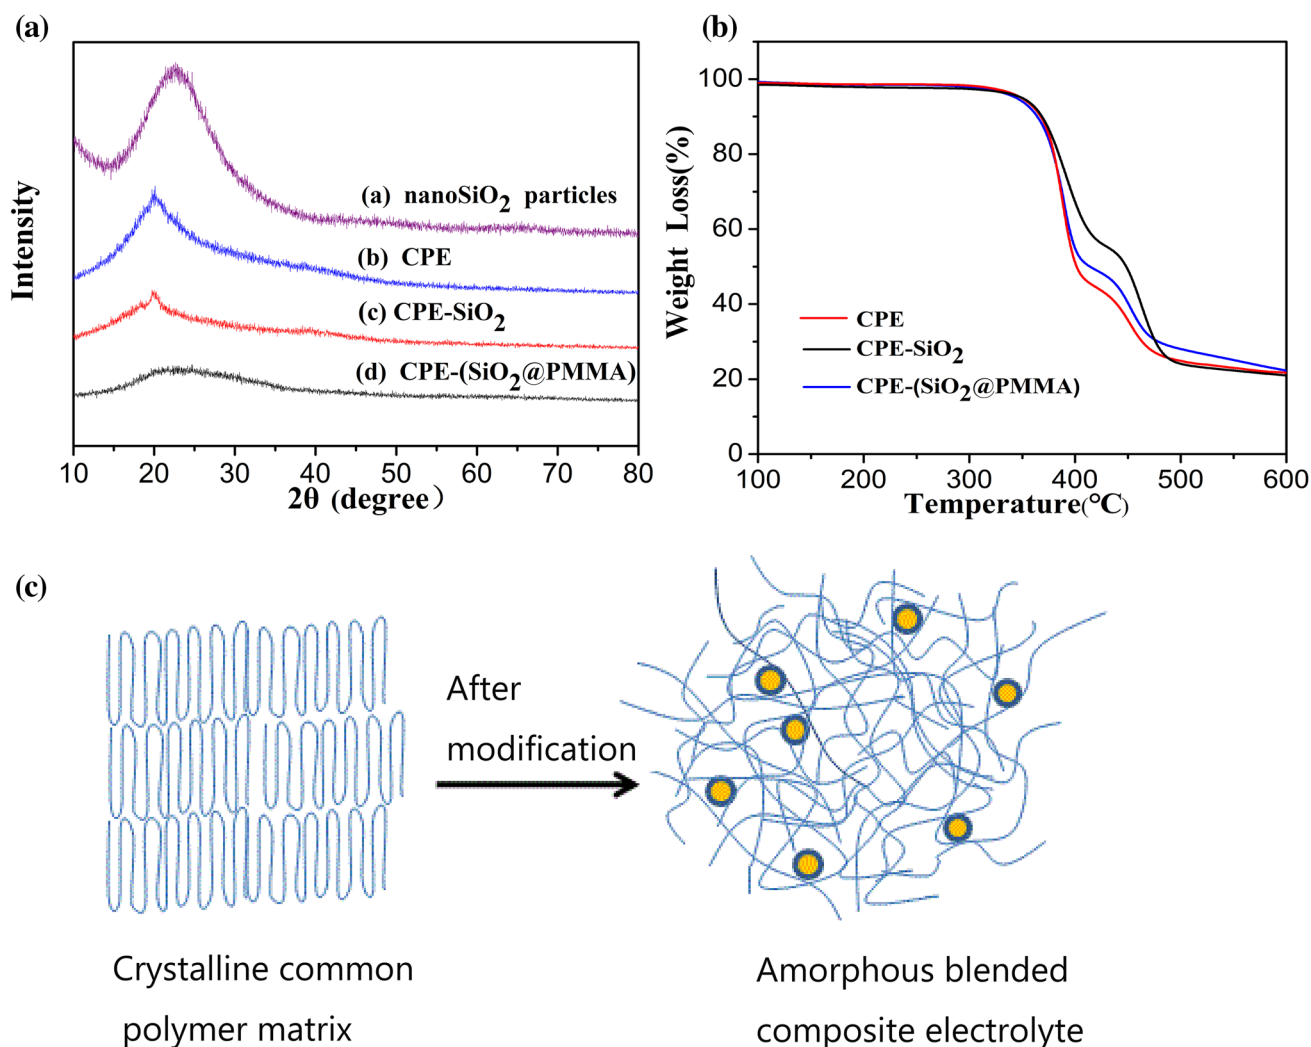 (a)
Intensity
(a) nanoSiO2 particles
(b) CPE
(c) CPE-SiO2
(d) CPE-(SiO2@PMMA)
10 20 30 40 50 60 70 80
2θ (degree）
(b)
Weight Loss(%)
100
80
60
40
20
0
CPE
CPE-SiO2
CPE-(SiO2@PMMA)
100 200 300 400 500 600
Temperature(°C)
(c)
After
modification
Crystalline common
polymer matrix
Amorphous blended
composite electrolyte